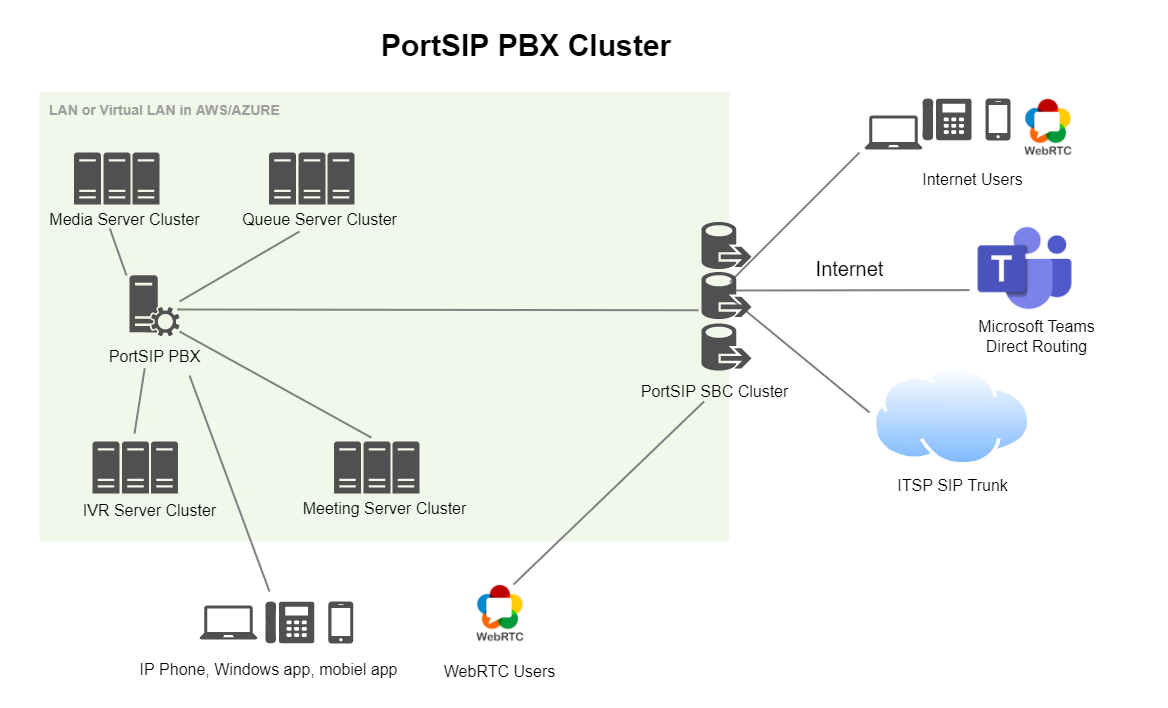 PortSIP PBX Cluster
LAN or Virtual LAN in AWS/AZURE
WebRTC
Internet Users
Media Server Cluster
Queue Server Cluster
Internet
T
Microsoft Teams
Direct Routing
PortSIP PBX
PortSIP SBC Cluster
ITSP SIP Trunk
IVR Server Cluster
Meeting Server Cluster
WebRTC
IP Phone, Windows app, mobiel app
WebRTC Users